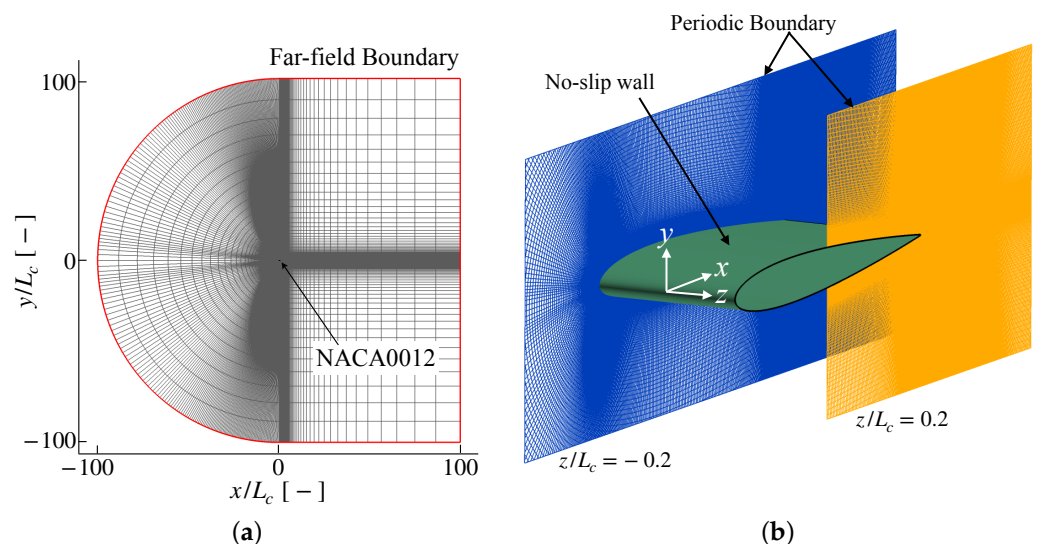 Far-field Boundary
100
0
−100
y/L_c [ − ]
NACA0012
−100
0
100
x/L_c [ − ]
(a)
Periodic Boundary
No-slip wall
y
x
z
z/L_c = 0.2
z/L_c = − 0.2
(b)